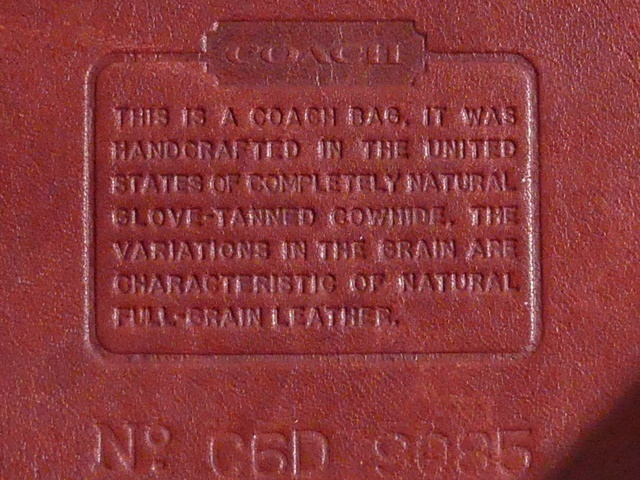 COACH
THIS IS A COACH BAG. IT WAS
HANDCRAFTED IN THE UNITED
STATES OF COMPLETELY NATURAL
GLOVE-TANNED COWHIDE. THE
VARIATIONS IN THE GRAIN ARE
CHARACTERISTIC OF NATURAL
FULL-GRAIN LEATHER.
Nº C6D 9035